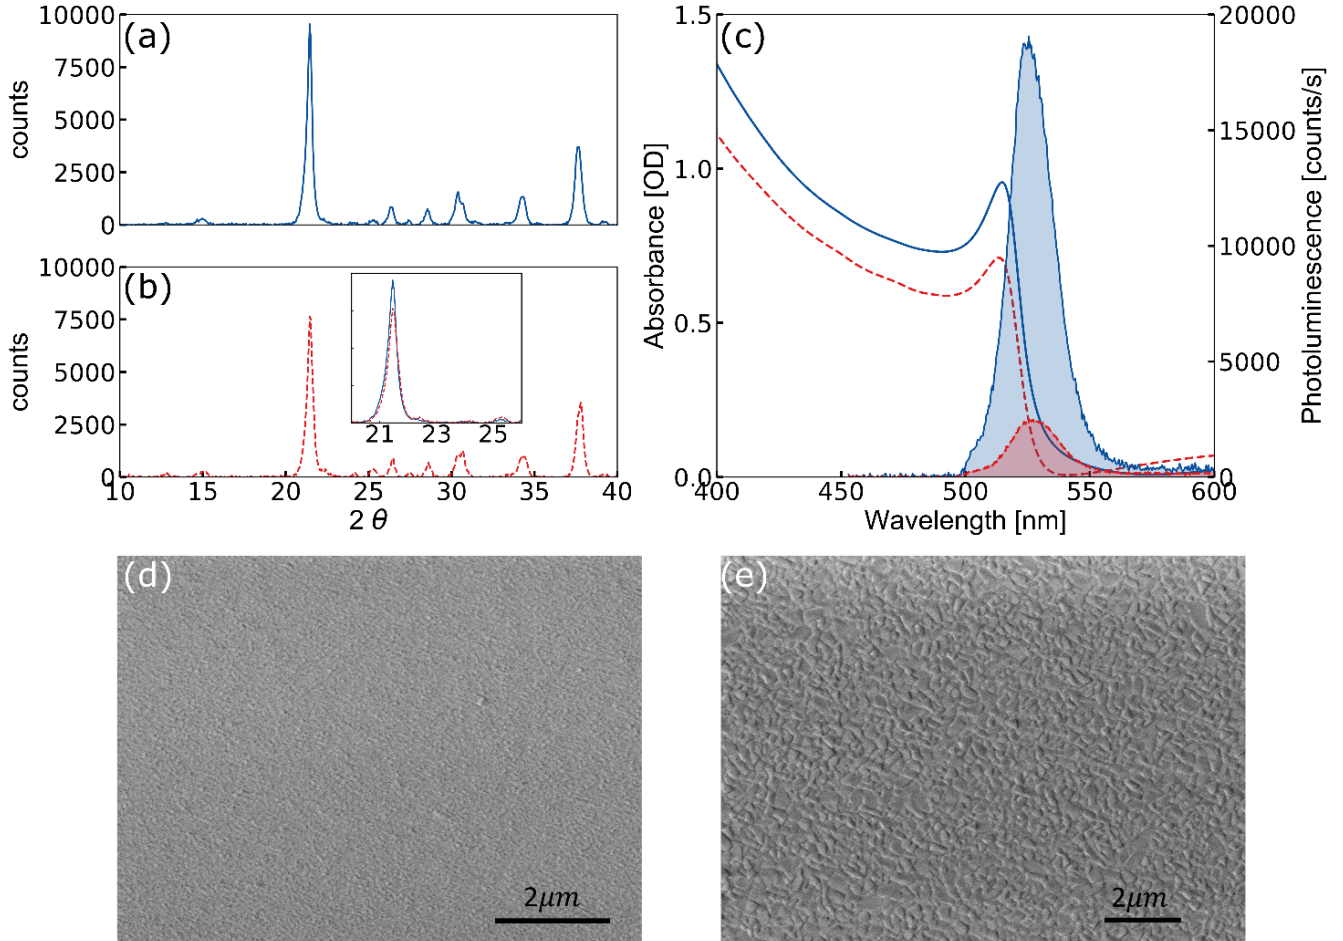 (a)
counts
10000
7500
5000
2500
0
(b)
counts
10000
7500
5000
2500
0
10 15 20 25 30 35 40
2 θ
21 23 25
(c)
Absorbance [OD]
1.5
1.0
0.5
0.0
400 450 500 550 600
Wavelength [nm]
20000
15000
10000
5000
0
Photoluminescence [counts/s]
(d)
2μm
(e)
2μm